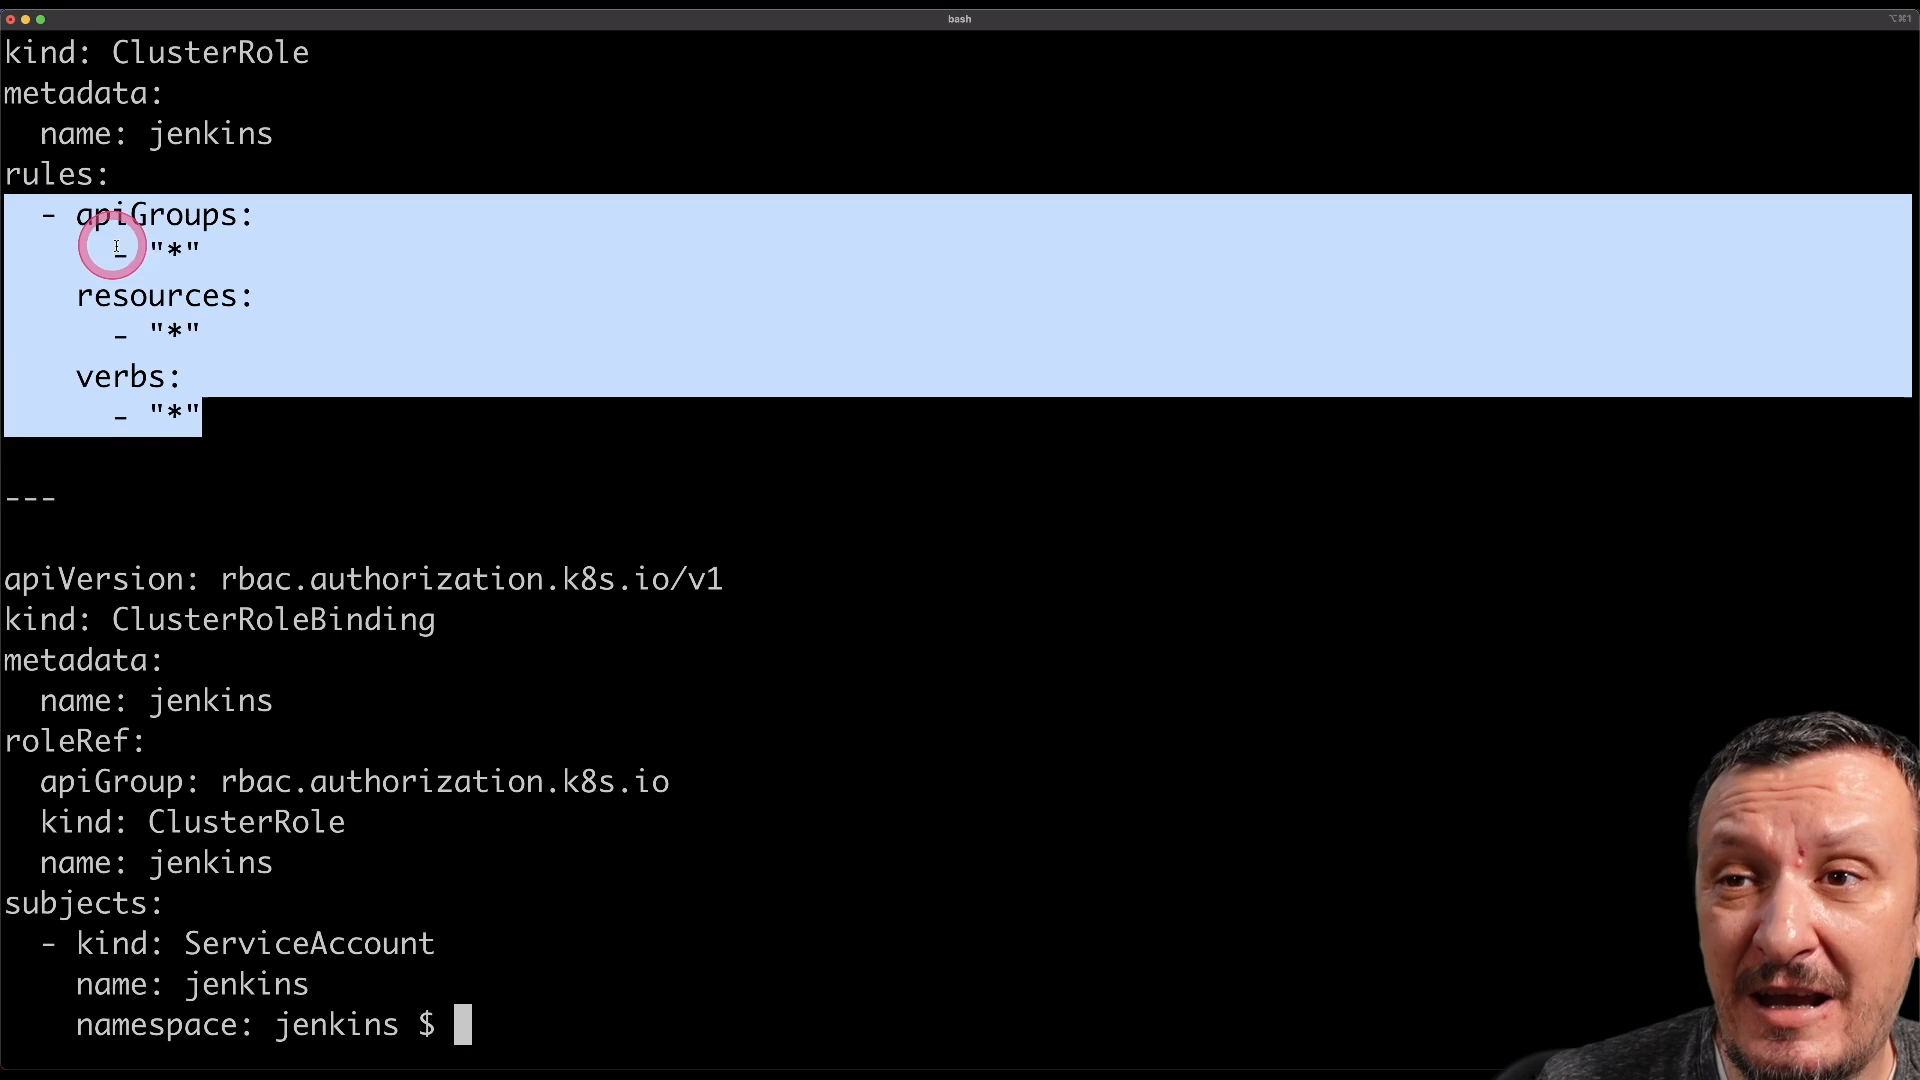 bash
⌥⌘1
kind: ClusterRole
metadata:
  name: jenkins
rules:
  - apiGroups:
      - "*"
    resources:
      - "*"
    verbs:
      - "*"
---
apiVersion: rbac.authorization.k8s.io/v1
kind: ClusterRoleBinding
metadata:
  name: jenkins
roleRef:
  apiGroup: rbac.authorization.k8s.io
  kind: ClusterRole
  name: jenkins
subjects:
  - kind: ServiceAccount
    name: jenkins
    namespace: jenkins $